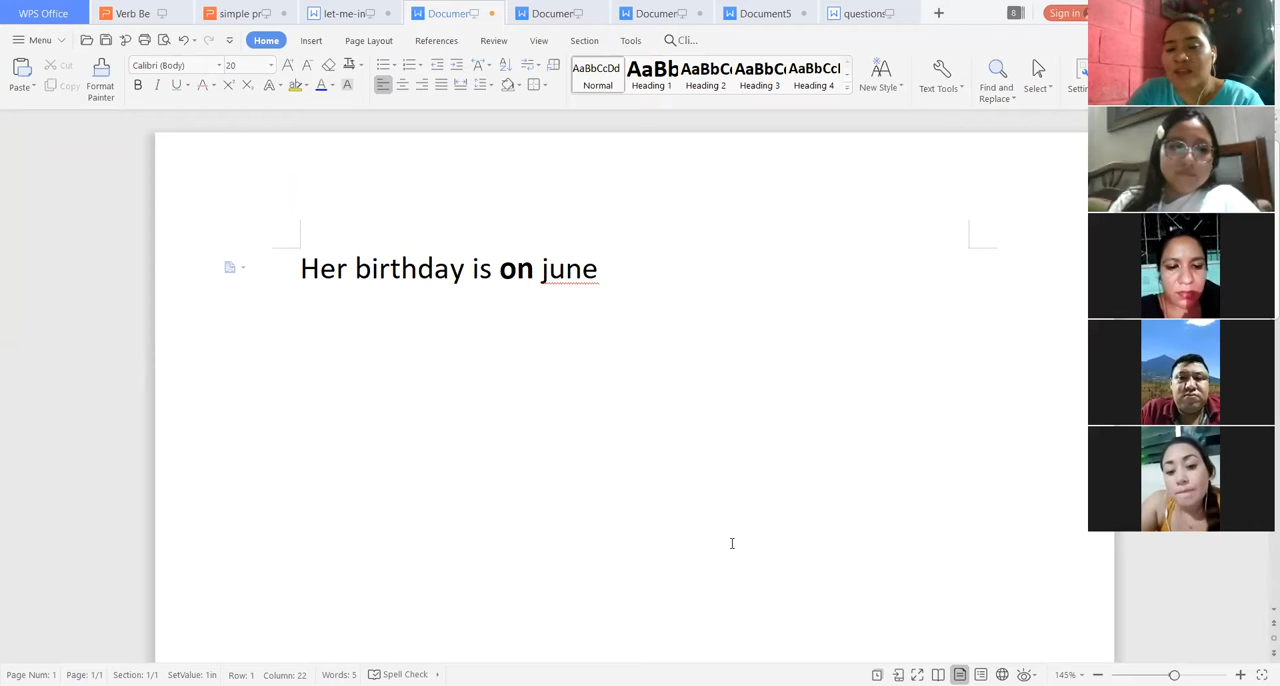 WPS Office Verb Be simple pr let-me-in Documer Documer Documer Document5 questions 8 Sign in
Menu Home Insert Page Layout References Review View Section Tools Cli...
Paste Cut Copy Format Painter Calibri (Body) 20 AaBbCcDd Normal AaBb Heading 1 AaBbC Heading 2 AaBbC Heading 3 AaBbCcI Heading 4 New Style Text Tools Find and Replace Select Settin
Her birthday is on june
Page Num: 1 Page: 1/1 Section: 1/1 SetValue: 1in Row: 1 Column: 22 Words: 5 Spell Check 145%